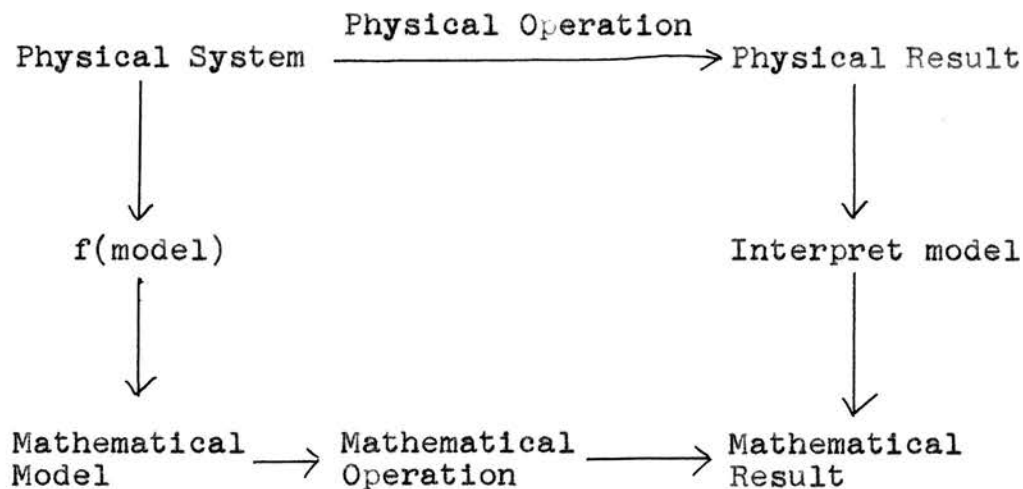 Physical Operation
Physical System
Physical Result
f(model)
Interpret model
Mathematical
Model
Mathematical
Operation
Mathematical
Result